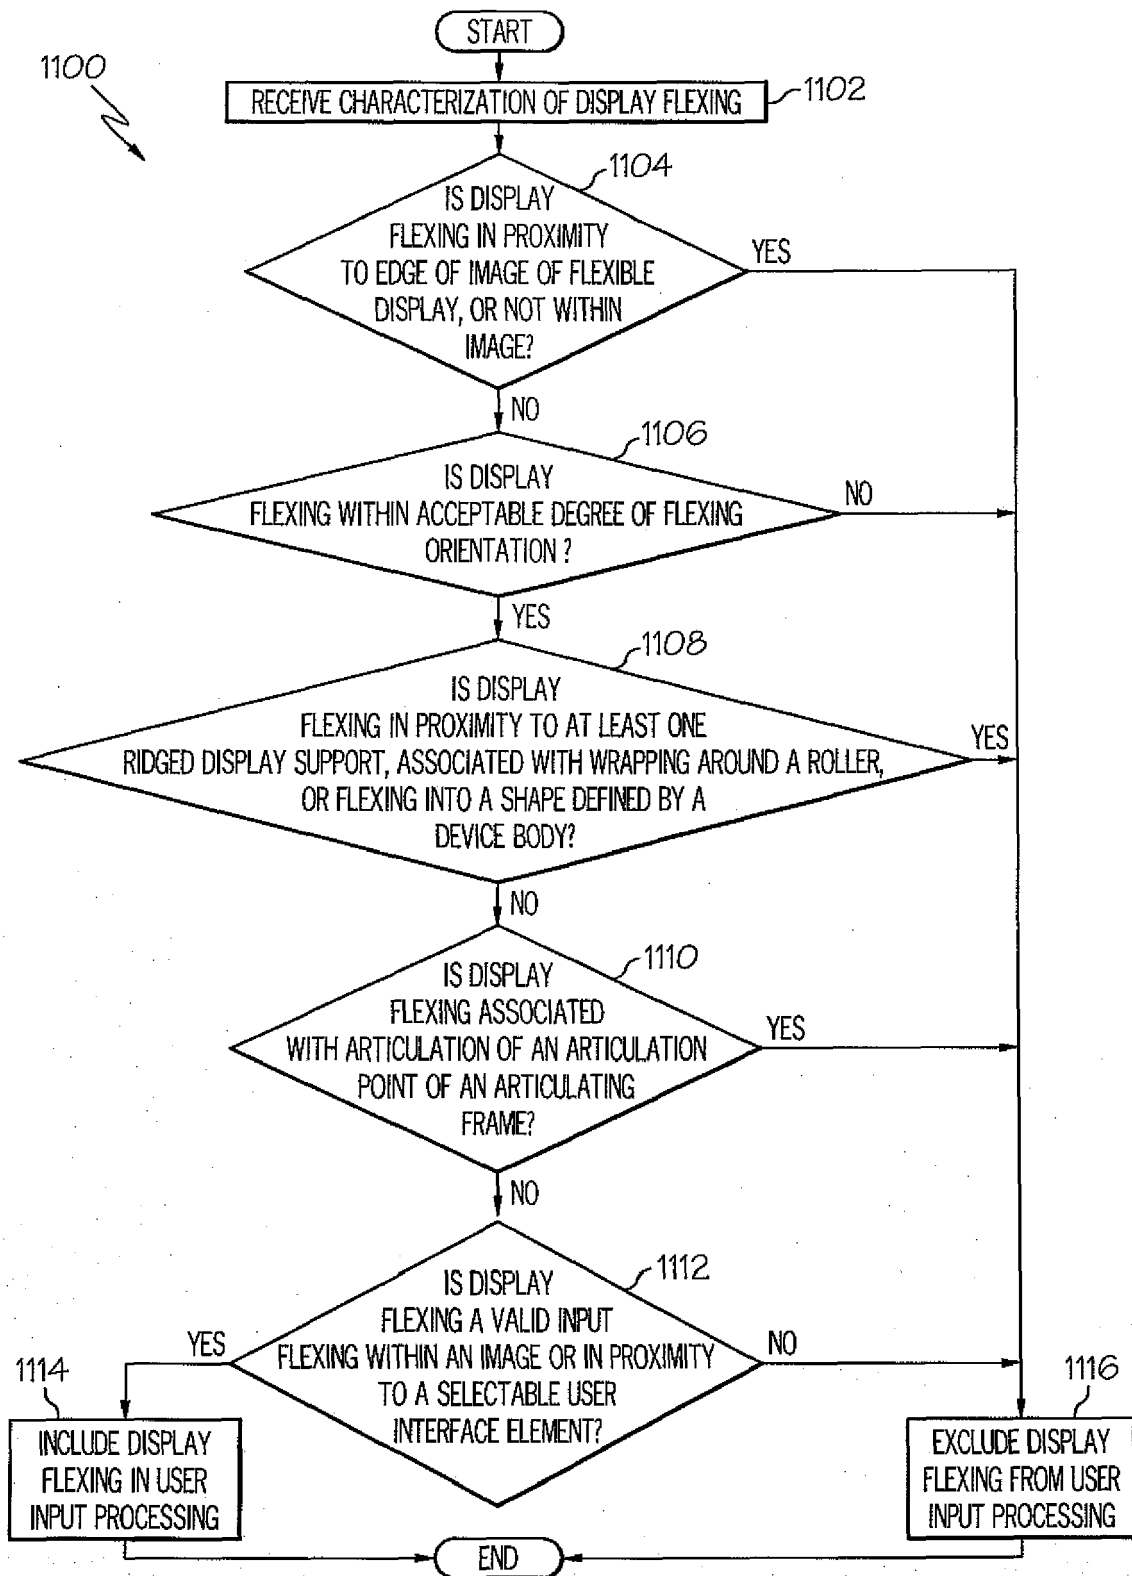 START
1100
RECEIVE CHARACTERIZATION OF DISPLAY FLEXING
1102
1104
IS DISPLAY
FLEXING IN PROXIMITY
TO EDGE OF IMAGE OF FLEXIBLE
DISPLAY, OR NOT WITHIN
IMAGE?
YES
NO
1106
IS DISPLAY
FLEXING WITHIN ACCEPTABLE DEGREE OF FLEXING
ORIENTATION ?
NO
YES
1108
IS DISPLAY
FLEXING IN PROXIMITY TO AT LEAST ONE
RIDGED DISPLAY SUPPORT, ASSOCIATED WITH WRAPPING AROUND A ROLLER,
OR FLEXING INTO A SHAPE DEFINED BY A
DEVICE BODY?
YES
NO
1110
IS DISPLAY
FLEXING ASSOCIATED
WITH ARTICULATION OF AN ARTICULATION
POINT OF AN ARTICULATING
FRAME?
YES
NO
1112
IS DISPLAY
FLEXING A VALID INPUT
FLEXING WITHIN AN IMAGE OR IN PROXIMITY
TO A SELECTABLE USER
INTERFACE ELEMENT?
YES
NO
1114
INCLUDE DISPLAY
FLEXING IN USER
INPUT PROCESSING
1116
EXCLUDE DISPLAY
FLEXING FROM USER
INPUT PROCESSING
END